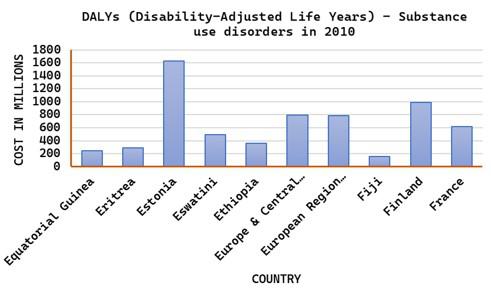 DALYs (Disability-Adjusted Life Years) - Substance
use disorders in 2010
COST IN MILLIONS
1800
1600
1400
1200
1000
800
600
400
200
0
Equatorial Guinea
Eritrea
Estonia
Eswatini
Ethiopia
Europe & Central…
European Region…
Fiji
Finland
France
COUNTRY